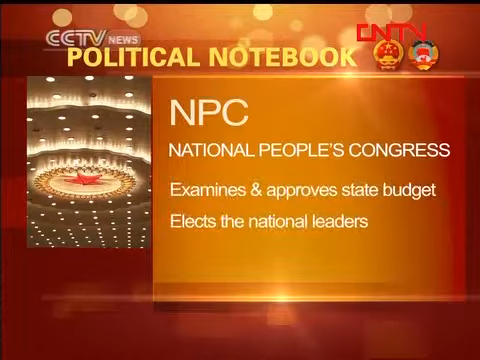 CCTV NEWS
CNTV
POLITICAL NOTEBOOK
NPC
NATIONAL PEOPLE'S CONGRESS
Examines & approves state budget
Elects the national leaders